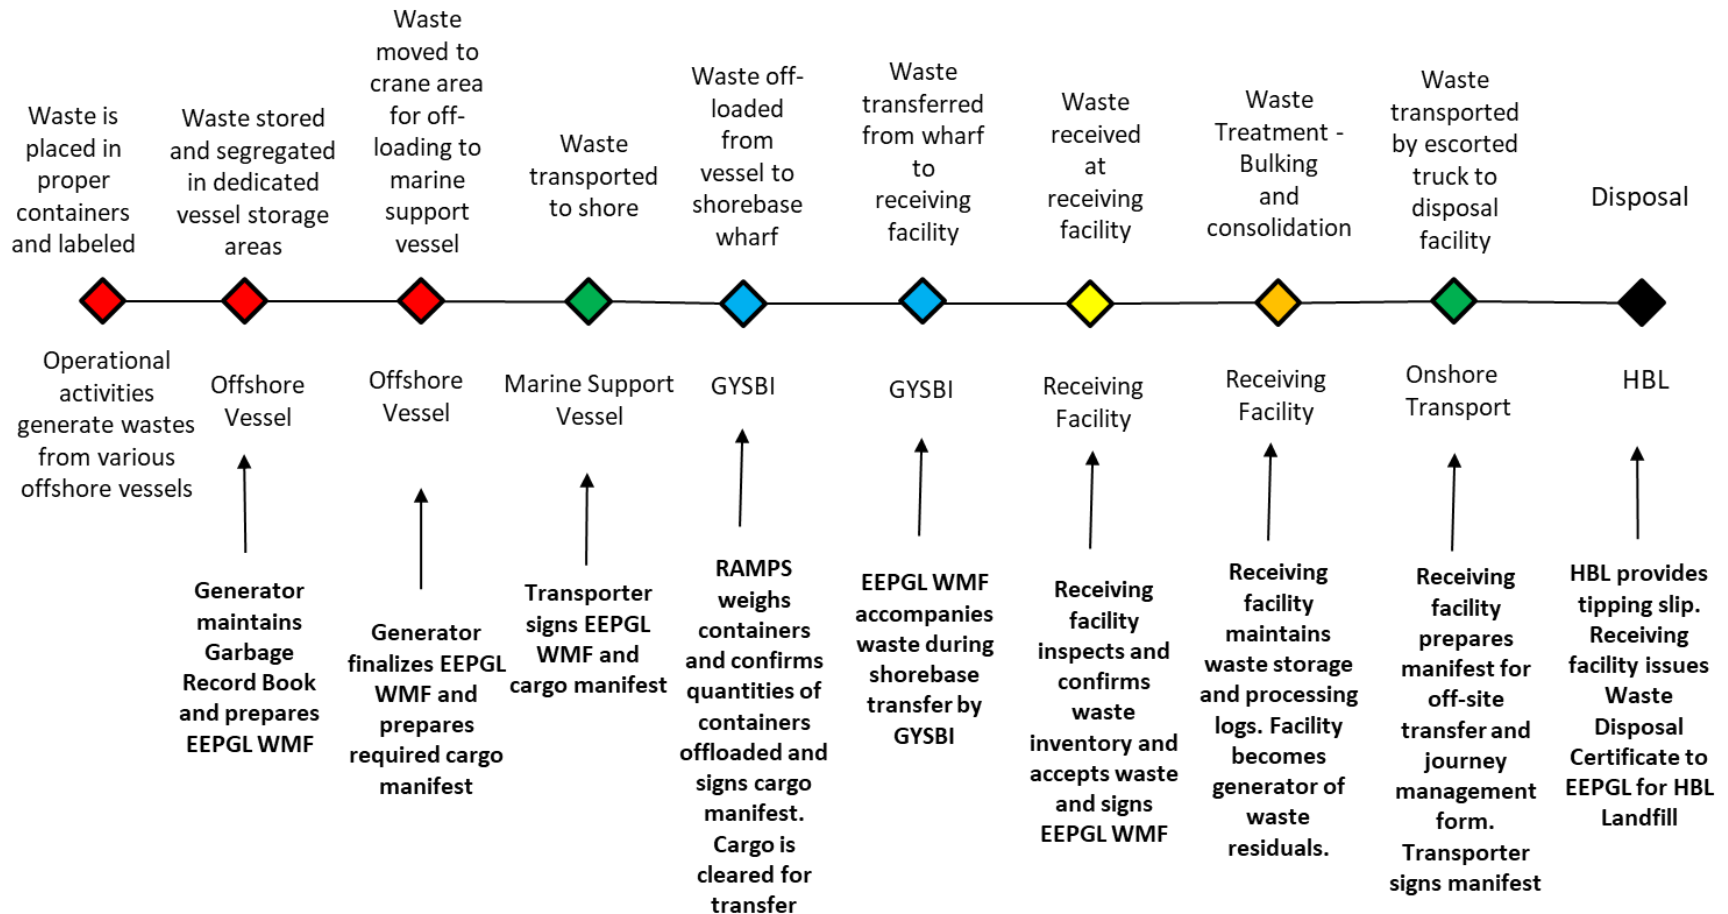 Waste is
placed in
proper
containers
and labeled
Waste stored
and segregated
in dedicated
vessel storage
areas
Waste
moved to
crane area
for off-
loading to
marine
support
vessel
Waste
transported
to shore
Waste off-
loaded
from
vessel to
shorebase
wharf
Waste
transferred
from wharf
to
receiving
facility
Waste
received
at
receiving
facility
Waste
Treatment -
Bulking
and
consolidation
Waste
transported
by escorted
truck to
disposal
facility
Disposal
Operational
activities
generate wastes
from various
offshore vessels
Offshore
Vessel
Offshore
Vessel
Marine Support
Vessel
GYSBI
GYSBI
Receiving
Facility
Receiving
Facility
Onshore
Transport
HBL
Generator
maintains
Garbage
Record Book
and prepares
EEPGL WMF
Generator
finalizes EEPGL
WMF and
prepares
required cargo
manifest
Transporter
signs EEPGL
WMF and
cargo manifest
RAMPS
weighs
containers
and confirms
quantities of
containers
offloaded and
signs cargo
manifest.
Cargo is
cleared for
transfer
EEPGL WMF
accompanies
waste during
shorebase
transfer by
GYSBI
Receiving
facility
inspects and
confirms
waste
inventory and
accepts waste
and signs
EEPGL WMF
Receiving
facility
maintains
waste storage
and processing
logs. Facility
becomes
generator of
waste
residuals.
Receiving
facility
prepares
manifest for
off-site
transfer and
journey
management
form.
Transporter
signs manifest
HBL provides
tipping slip.
Receiving
facility issues
Waste
Disposal
Certificate to
EEPGL for HBL
Landfill